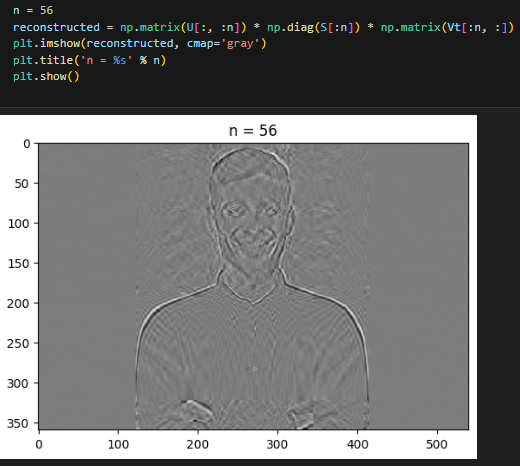 n = 56
reconstructed = np.matrix(U[:, :n]) * np.diag(S[:n]) * np.matrix(Vt[:n, :])
plt.imshow(reconstructed, cmap='gray')
plt.title('n = %s' % n)
plt.show()
n = 56
0
50
100
150
200
250
300
350
0 100 200 300 400 500